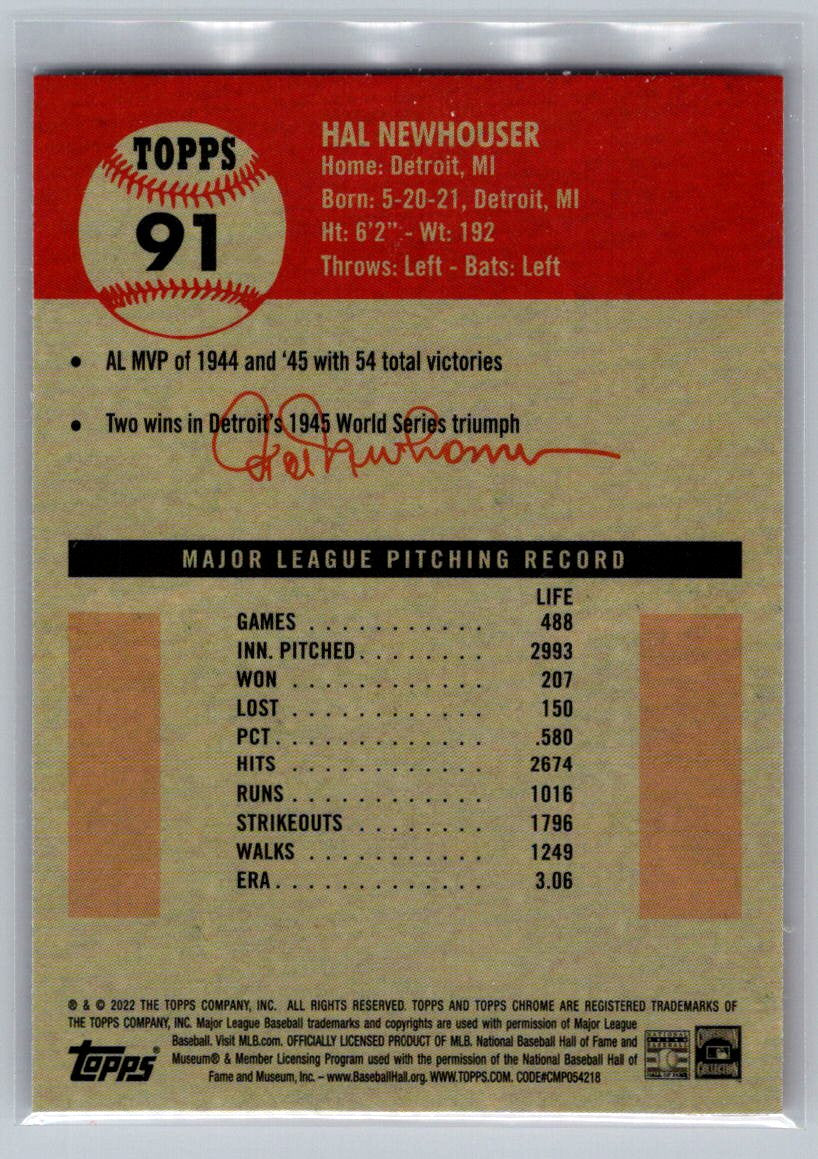 TOPPS
91
HAL NEWHOUSER
Home: Detroit, MI
Born: 5-20-21, Detroit, MI
Ht: 6'2" - Wt: 192
Throws: Left - Bats: Left
• AL MVP of 1944 and '45 with 54 total victories
• Two wins in Detroit's 1945 World Series triumph
Hal Newhouser
MAJOR LEAGUE PITCHING RECORD
LIFE
GAMES . . . . . . . . . . . 488
INN. PITCHED. . . . . . . . 2993
WON . . . . . . . . . . . . 207
LOST . . . . . . . . . . . . 150
PCT. . . . . . . . . . . . . .580
HITS . . . . . . . . . . . . 2674
RUNS . . . . . . . . . . . . 1016
STRIKEOUTS . . . . . . . . 1796
WALKS . . . . . . . . . . . 1249
ERA. . . . . . . . . . . . . 3.06
® & © 2022 THE TOPPS COMPANY, INC. ALL RIGHTS RESERVED. TOPPS AND TOPPS CHROME ARE REGISTERED TRADEMARKS OF
THE TOPPS COMPANY, INC. Major League Baseball trademarks and copyrights are used with permission of Major League
Baseball. Visit MLB.com. OFFICIALLY LICENSED PRODUCT OF MLB. National Baseball Hall of Fame and
Museum® & Member Licensing Program used with the permission of the National Baseball Hall of
Fame and Museum, Inc. – www.BaseballHall.org. WWW.TOPPS.COM. CODE#CMP054218
topps
COLLECTION